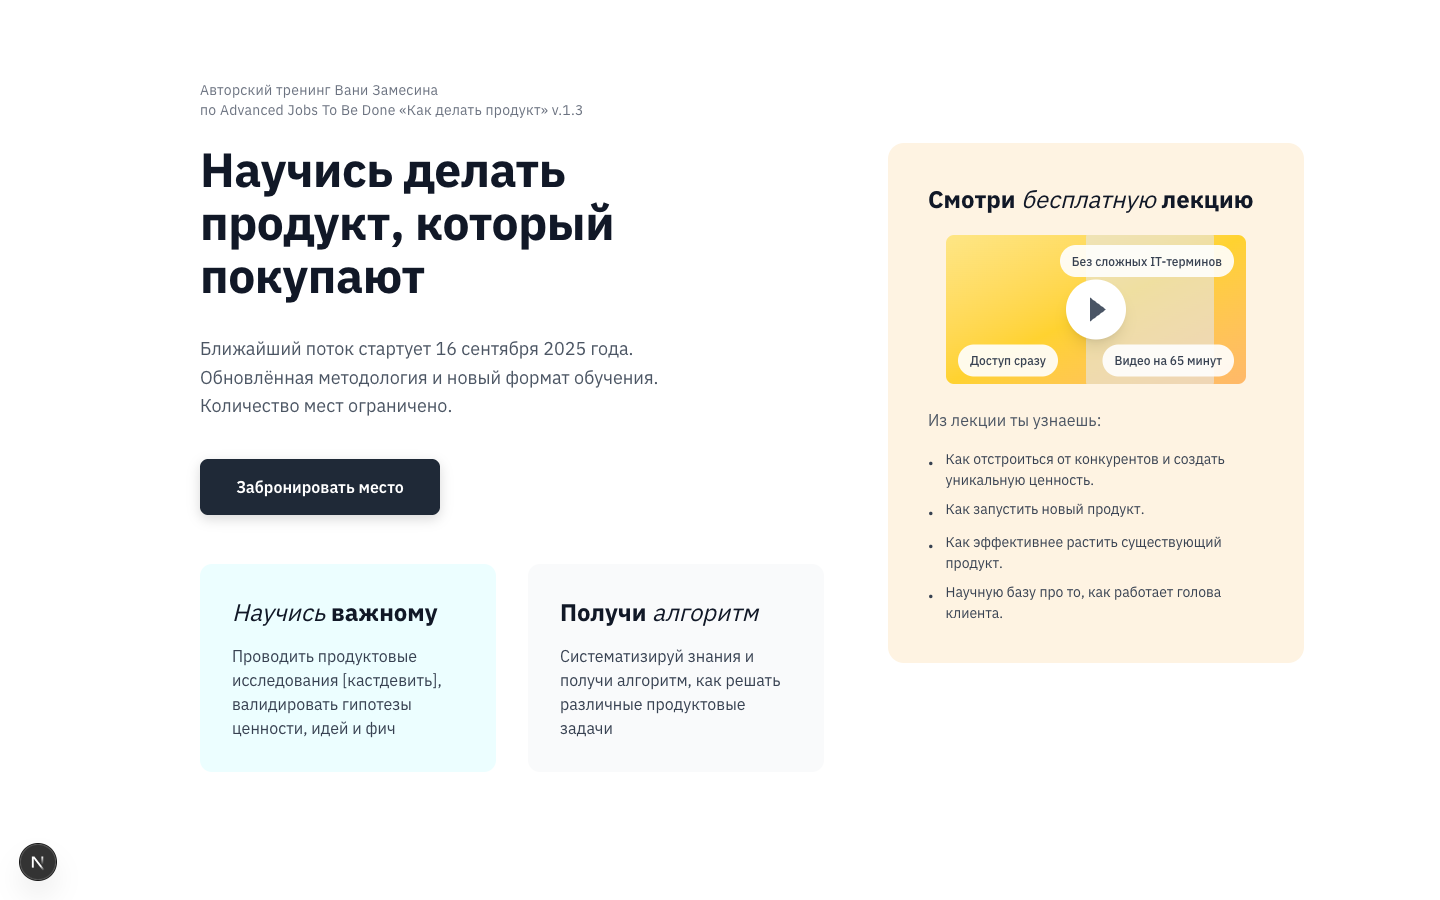 Авторский тренинг Вани Замесина
по Advanced Jobs To Be Done «Как делать продукт» v.1.3
Научись делать
продукт, который
покупают
Ближайший поток стартует 16 сентября 2025 года.
Обновлённая методология и новый формат обучения.
Количество мест ограничено.
Забронировать место
Научись важному
Проводить продуктовые
исследования [кастдевить],
валидировать гипотезы
ценности, идей и фич
Получи алгоритм
Систематизируй знания и
получи алгоритм, как решать
различные продуктовые
задачи
Смотри бесплатную лекцию
Без сложных IT-терминов
Доступ сразу
Видео на 65 минут
Из лекции ты узнаешь:
• Как отстроиться от конкурентов и создать
уникальную ценность.
• Как запустить новый продукт.
• Как эффективнее растить существующий
продукт.
• Научную базу про то, как работает голова
клиента.
N